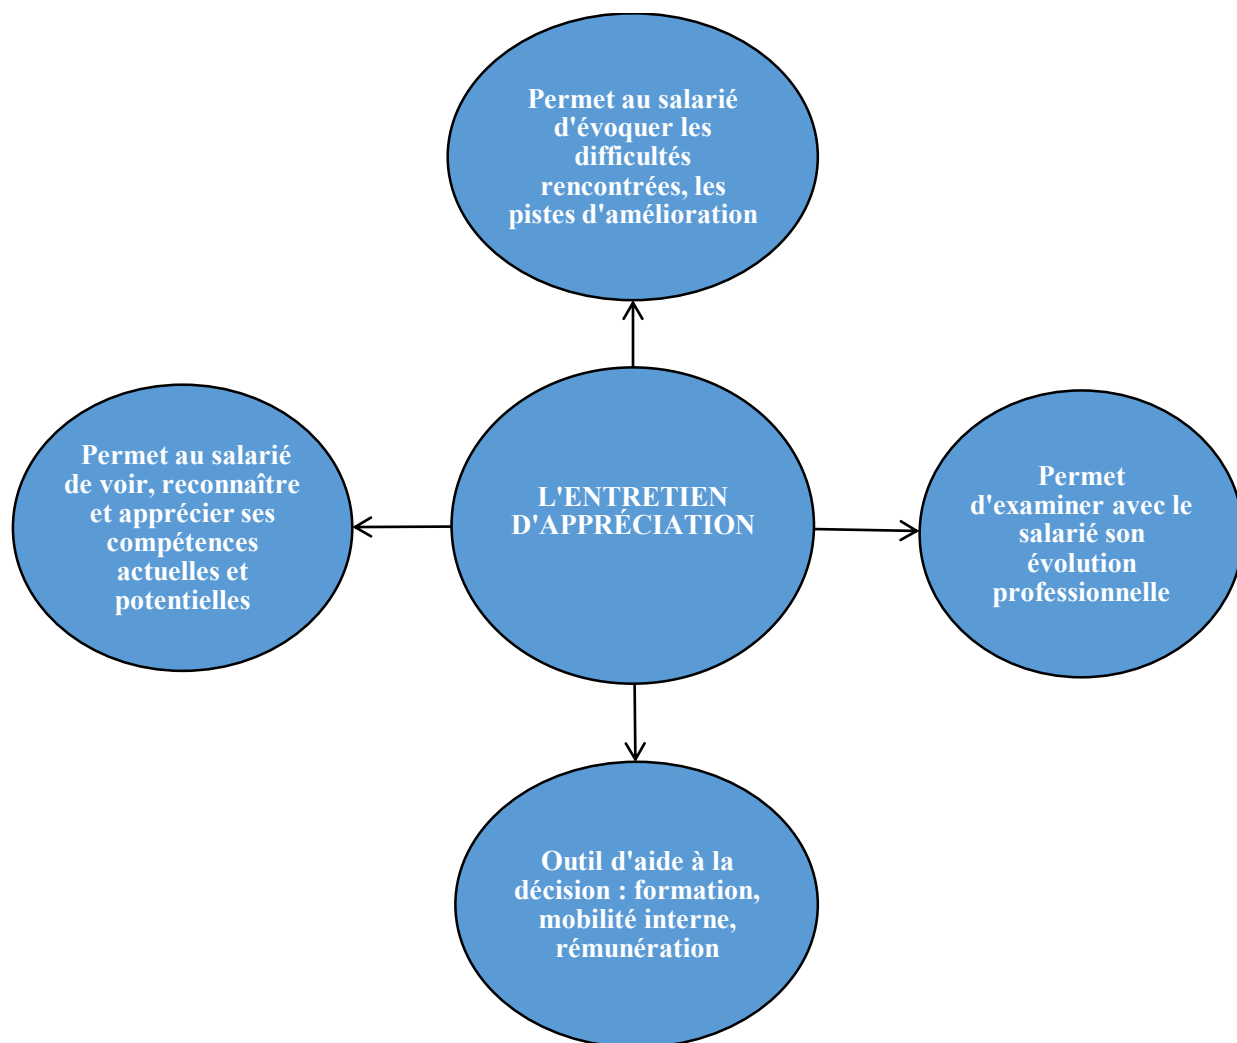 Permet au salarié
d'évoquer les
difficultés
rencontrées, les
pistes d'amélioration
Permet au salarié
de voir, reconnaître
et apprécier ses
compétences
actuelles et
potentielles
L'ENTRETIEN
D'APPRÉCIATION
Permet
d'examiner avec le
salarié son
évolution
professionnelle
Outil d'aide à la
décision : formation,
mobilité interne,
rémunération